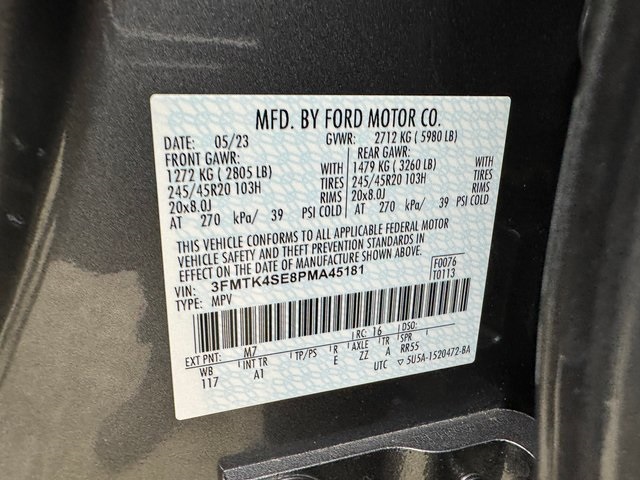 MFD. BY FORD MOTOR CO.
DATE: 05/23 GVWR: 2712 KG ( 5980 LB)
FRONT GAWR: REAR GAWR:
1272 KG ( 2805 LB) WITH 1479 KG ( 3260 LB) WITH
245/45R20 103H TIRES 245/45R20 103H TIRES
20x8.0J RIMS 20x8.0J RIMS
AT 270 kPa/ 39 PSI COLD AT 270 kPa/ 39 PSI COLD
THIS VEHICLE CONFORMS TO ALL APPLICABLE FEDERAL MOTOR
VEHICLE SAFETY AND THEFT PREVENTION STANDARDS IN
EFFECT ON THE DATE OF MANUFACTURE SHOWN ABOVE.
VIN: 3FMTK4SE8PMA45181 F0076
TYPE: MPV T0113
EXT PNT: M7 RC: 16 DSO:
WB INT TR TP/PS R AXLE TR SPR
117 A1 E ZZ A RR55
UTC ▽5U5A-1520472-BA